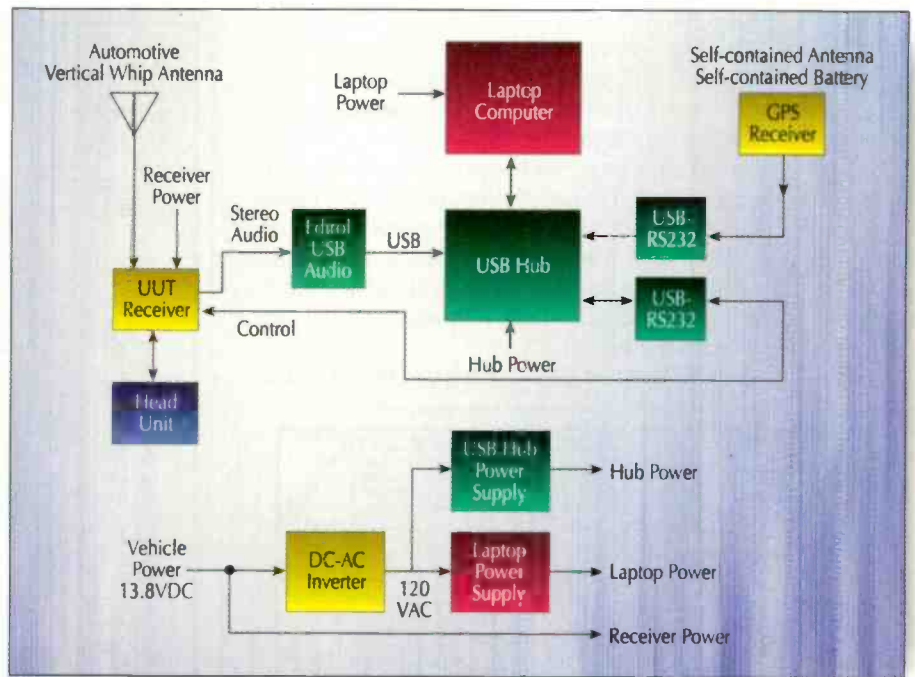 Automotive
Vertical Whip Antenna
Laptop
Power
Laptop
Computer
Self-contained Antenna
Self-contained Battery
GPS
Receiver
Receiver
Power
Stereo
Audio
Edirol
USB
Audio
USB
USB Hub
USB-
RS232
USB-
RS232
UUT
Receiver
Control
Hub Power
Head
Unit
USB Hub
Power
Supply
Hub Power
Vehicle
Power
13.8VDC
DC-AC
Inverter
120
VAC
Laptop
Power
Supply
Laptop Power
Receiver Power